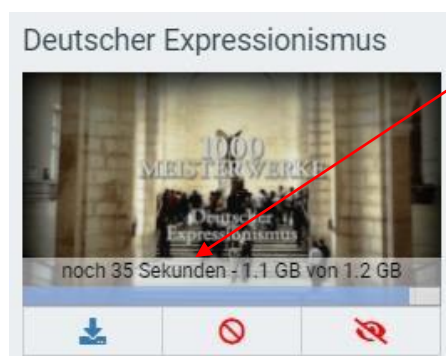 Deutscher Expressionismus
1000
MEISTERWERKE
Deutscher
Expressionismus
noch 35 Sekunden - 1.1 GB von 1.2 GB